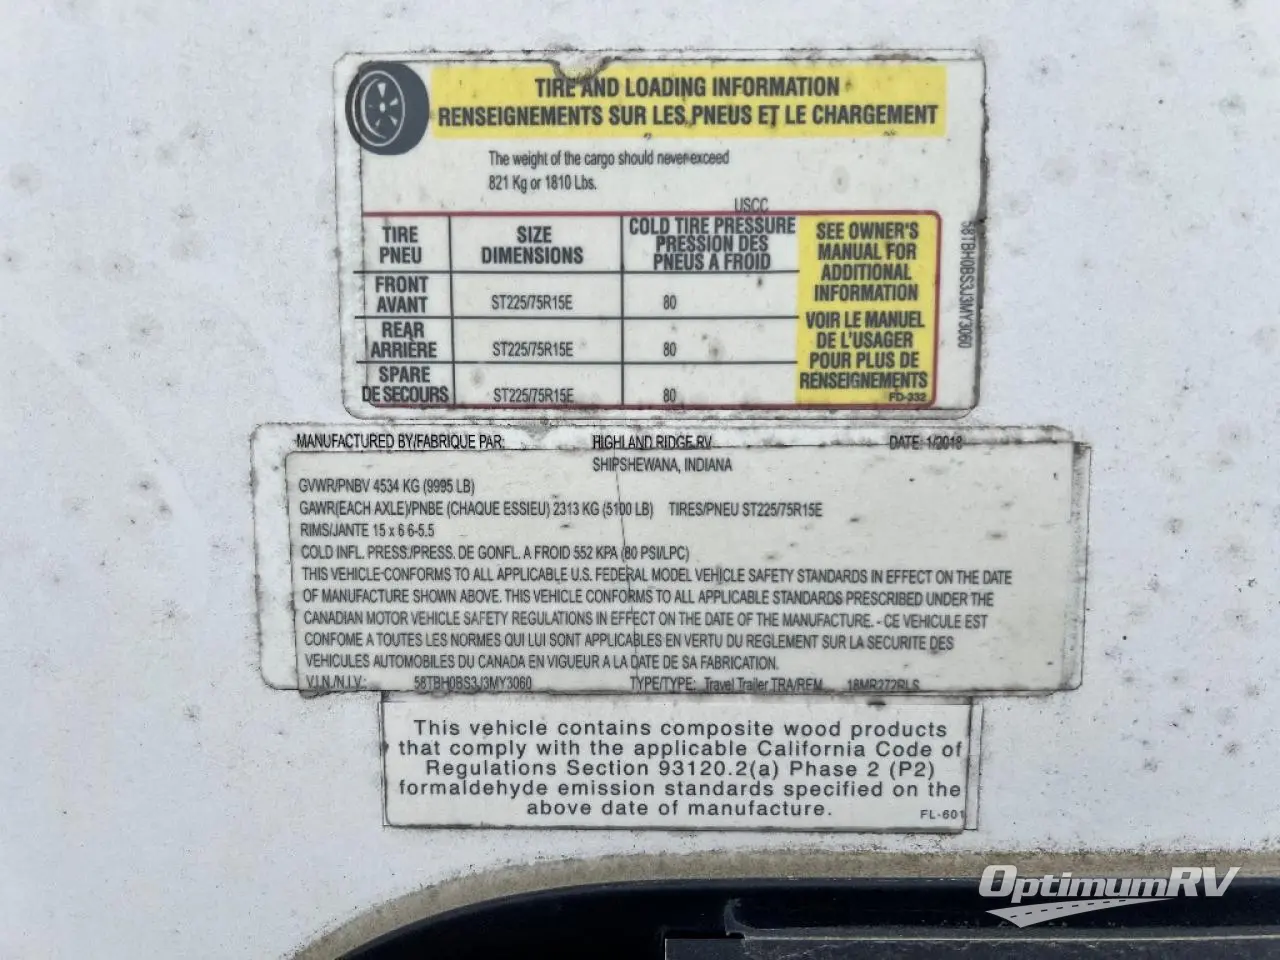 TIRE AND LOADING INFORMATION
RENSEIGNEMENTS SUR LES PNEUS ET LE CHARGEMENT
The weight of the cargo should never exceed
821 Kg or 1810 Lbs.
USCC
TIRE
PNEU
SIZE
DIMENSIONS
COLD TIRE PRESSURE
PRESSION DES
PNEUS A FROID
FRONT
AVANT
ST225/75R15E
80
REAR
ARRIÈRE
ST225/75R15E
80
SPARE
DE SECOURS
ST225/75R15E
80
SEE OWNER'S
MANUAL FOR
ADDITIONAL
INFORMATION
VOIR LE MANUEL
DE L'USAGER
POUR PLUS DE
RENSEIGNEMENTS
FD-332
58TBH0BS3J3MY3060
MANUFACTURED BY/FABRIQUE PAR: HIGHLAND RIDGE RV DATE: 1/2018
SHIPSHEWANA, INDIANA
GVWR/PNBV 4534 KG (9995 LB)
GAWR(EACH AXLE)/PNBE (CHAQUE ESSIEU) 2313 KG (5100 LB) TIRES/PNEU ST225/75R15E
RIMS/JANTE 15 x 6 6-5.5
COLD INFL. PRESS./PRESS. DE GONFL. A FROID 552 KPA (80 PSI/LPC)
THIS VEHICLE CONFORMS TO ALL APPLICABLE U.S. FEDERAL MODEL VEHICLE SAFETY STANDARDS IN EFFECT ON THE DATE
OF MANUFACTURE SHOWN ABOVE. THIS VEHICLE CONFORMS TO ALL APPLICABLE STANDARDS PRESCRIBED UNDER THE
CANADIAN MOTOR VEHICLE SAFETY REGULATIONS IN EFFECT ON THE DATE OF THE MANUFACTURE. - CE VEHICULE EST
CONFOME A TOUTES LES NORMES QUI LUI SONT APPLICABLES EN VERTU DU REGLEMENT SUR LA SECURITE DES
VEHICULES AUTOMOBILES DU CANADA EN VIGUEUR A LA DATE DE SA FABRICATION.
V.I.N./N.I.V.: 58TBH0BS3J3MY3060 TYPE/TYPE: Travel Trailer TRA/REM 18MR272RLS
This vehicle contains composite wood products
that comply with the applicable California Code of
Regulations Section 93120.2(a) Phase 2 (P2)
formaldehyde emission standards specified on the
above date of manufacture.
FL-601
OptimumRV